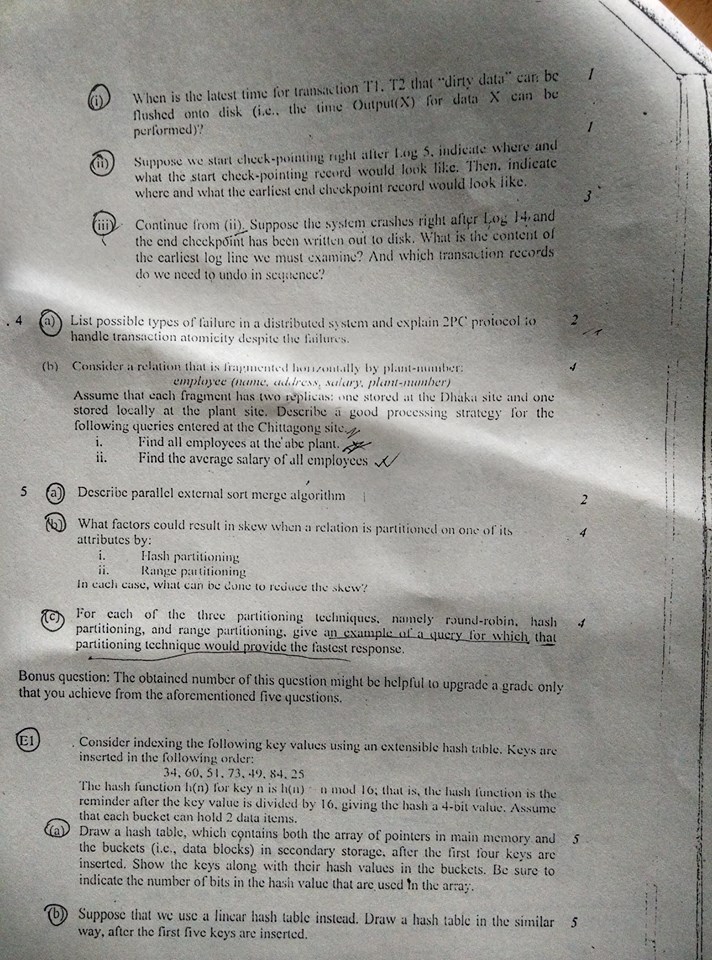 (i) When is the latest time for transaction T1, T2 that "dirty data" can be 1
flushed onto disk (i.e., the time Output(X) for data X can be
performed)? 1
(ii) Suppose we start check-pointing right after Log 5, indicate where and
what the start check-pointing record would look like. Then, indicate
where and what the earliest end checkpoint record would look like. 3
(iii) Continue from (ii). Suppose the system crashes right after Log 14 and
the end checkpoint has been written out to disk. What is the content of
the earliest log line we must examine? And which transaction records
do we need to undo in sequence?
4 (a) List possible types of failure in a distributed system and explain 2PC protocol to 2
handle transaction atomicity despite the failures.
(b) Consider a relation that is fragmented horizontally by plant-number: 4
employee (name, address, salary, plant-number)
Assume that each fragment has two replicas: one stored at the Dhaka site and one
stored locally at the plant site. Describe a good processing strategy for the
following queries entered at the Chittagong site.
i. Find all employees at the abc plant.
ii. Find the average salary of all employees
5 (a) Describe parallel external sort merge algorithm 2
(b) What factors could result in skew when a relation is partitioned on one of its 4
attributes by:
i. Hash partitioning
ii. Range partitioning
In each case, what can be done to reduce the skew?
(c) For each of the three partitioning techniques, namely round-robin, hash 4
partitioning, and range partitioning, give an example of a query for which that
partitioning technique would provide the fastest response.
Bonus question: The obtained number of this question might be helpful to upgrade a grade only
that you achieve from the aforementioned five questions.
E1 . Consider indexing the following key values using an extensible hash table. Keys are
inserted in the following order:
34, 60, 51, 73, 49, 84, 25
The hash function h(n) for key n is h(n) = n mod 16; that is, the hash function is the
reminder after the key value is divided by 16, giving the hash a 4-bit value. Assume
that each bucket can hold 2 data items.
(a) Draw a hash table, which contains both the array of pointers in main memory and 5
the buckets (i.e., data blocks) in secondary storage, after the first four keys are
inserted. Show the keys along with their hash values in the buckets. Be sure to
indicate the number of bits in the hash value that are used in the array.
(b) Suppose that we use a linear hash table instead. Draw a hash table in the similar 5
way, after the first five keys are inserted.